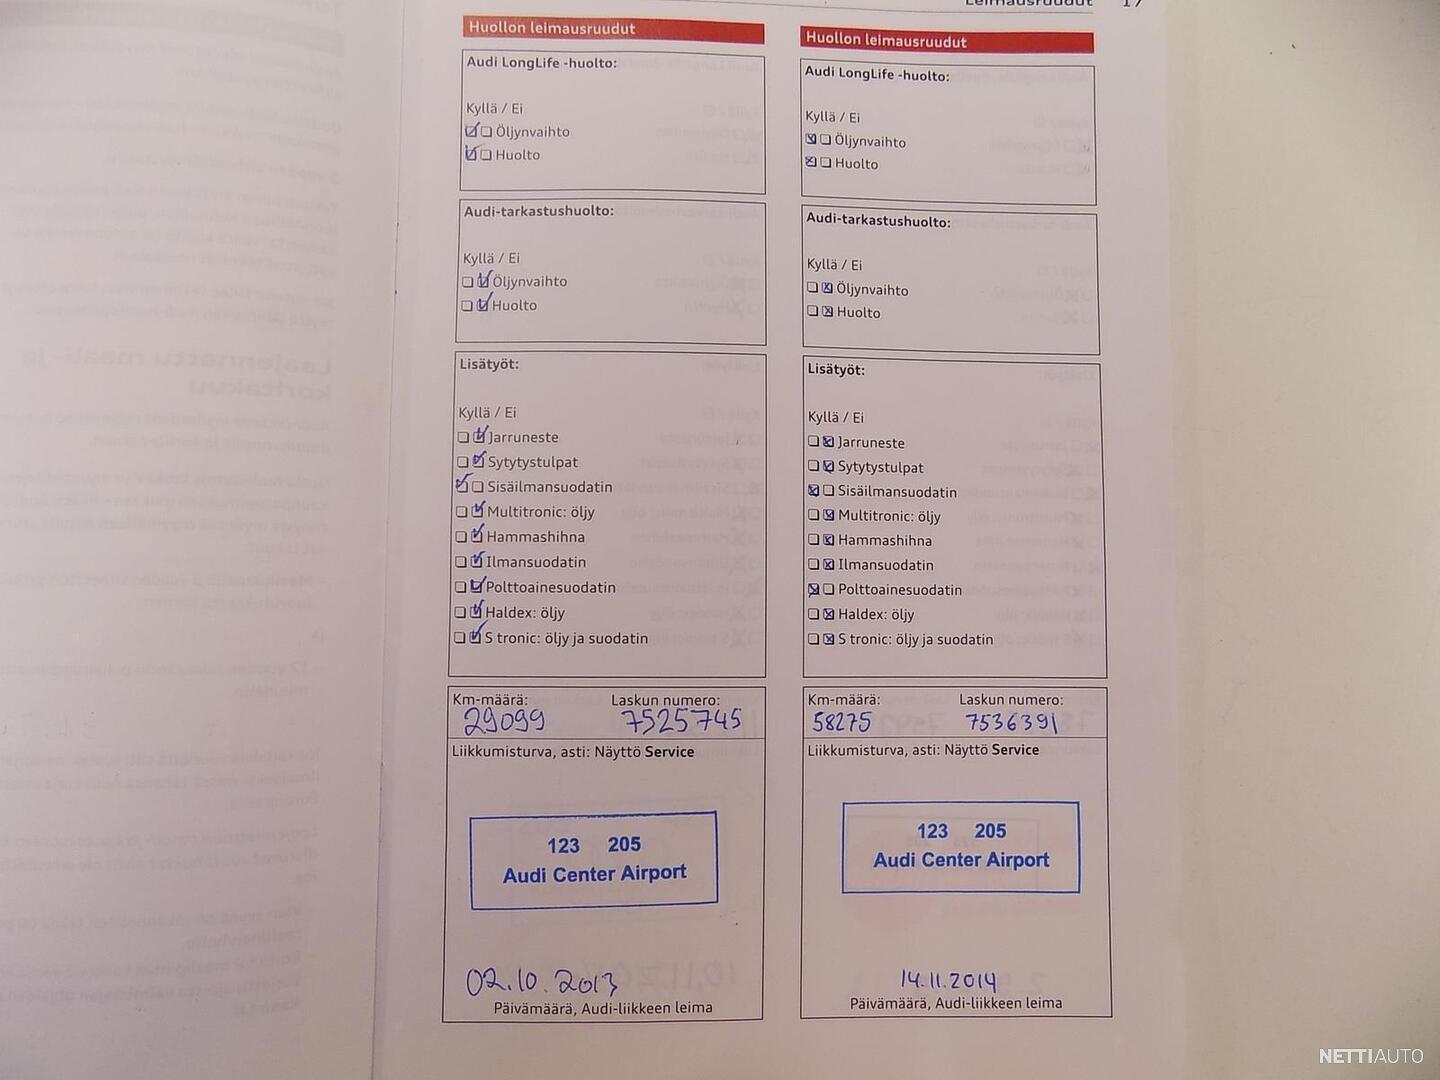 Leimausruudut 17
Huollon leimausruudut
Audi LongLife -huolto:
Kyllä / Ei
Öljynvaihto
Huolto
Audi-tarkastushuolto:
Kyllä / Ei
Öljynvaihto
Huolto
Lisätyöt:
Kyllä / Ei
Jarruneste
Sytytystulpat
Sisäilmansuodatin
Multitronic: öljy
Hammashihna
Ilmansuodatin
Polttoainesuodatin
Haldex: öljy
S tronic: öljy ja suodatin
Km-määrä: Laskun numero:
29099 7525745
Liikkumisturva, asti: Näyttö Service
123 205
Audi Center Airport
02.10.2013
Päivämäärä, Audi-liikkeen leima
Huollon leimausruudut
Audi LongLife -huolto:
Kyllä / Ei
Öljynvaihto
Huolto
Audi-tarkastushuolto:
Kyllä / Ei
Öljynvaihto
Huolto
Lisätyöt:
Kyllä / Ei
Jarruneste
Sytytystulpat
Sisäilmansuodatin
Multitronic: öljy
Hammashihna
Ilmansuodatin
Polttoainesuodatin
Haldex: öljy
S tronic: öljy ja suodatin
Km-määrä: Laskun numero:
58275 7536391
Liikkumisturva, asti: Näyttö Service
123 205
Audi Center Airport
14.11.2014
Päivämäärä, Audi-liikkeen leima
NETTIAUTO